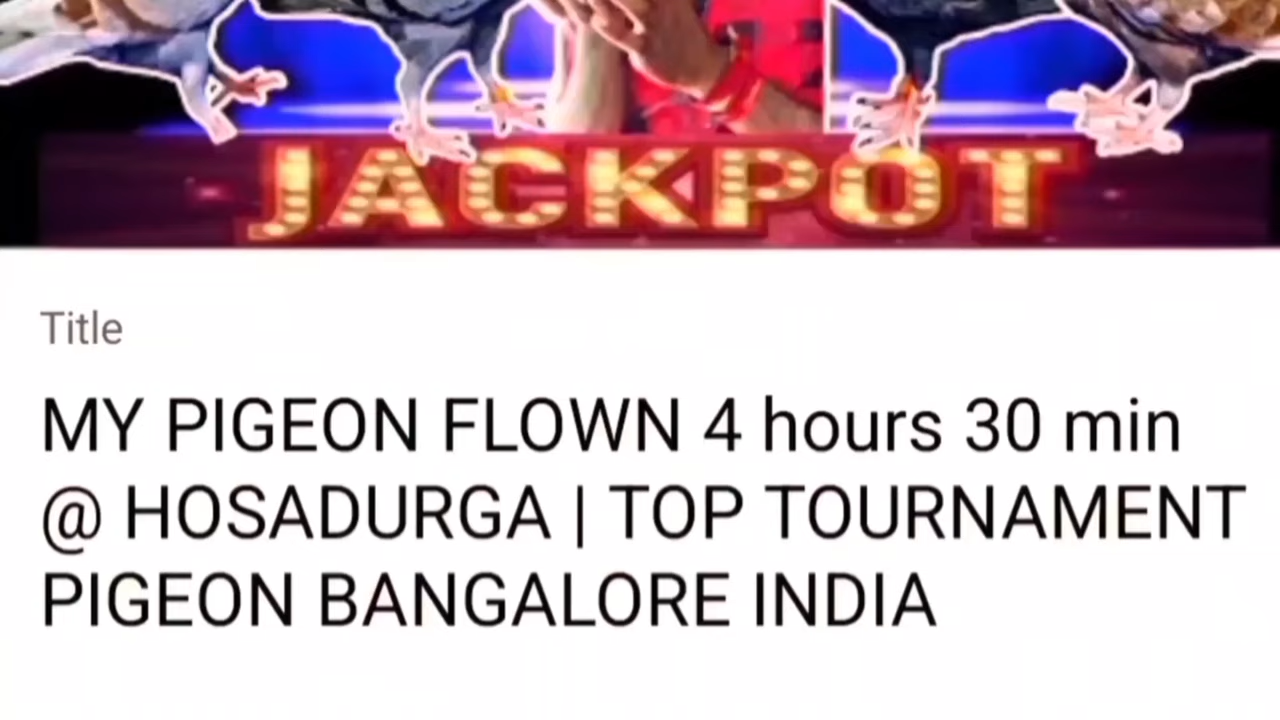 JACKPOT
Title
MY PIGEON FLOWN 4 hours 30 min
@ HOSADURGA | TOP TOURNAMENT
PIGEON BANGALORE INDIA